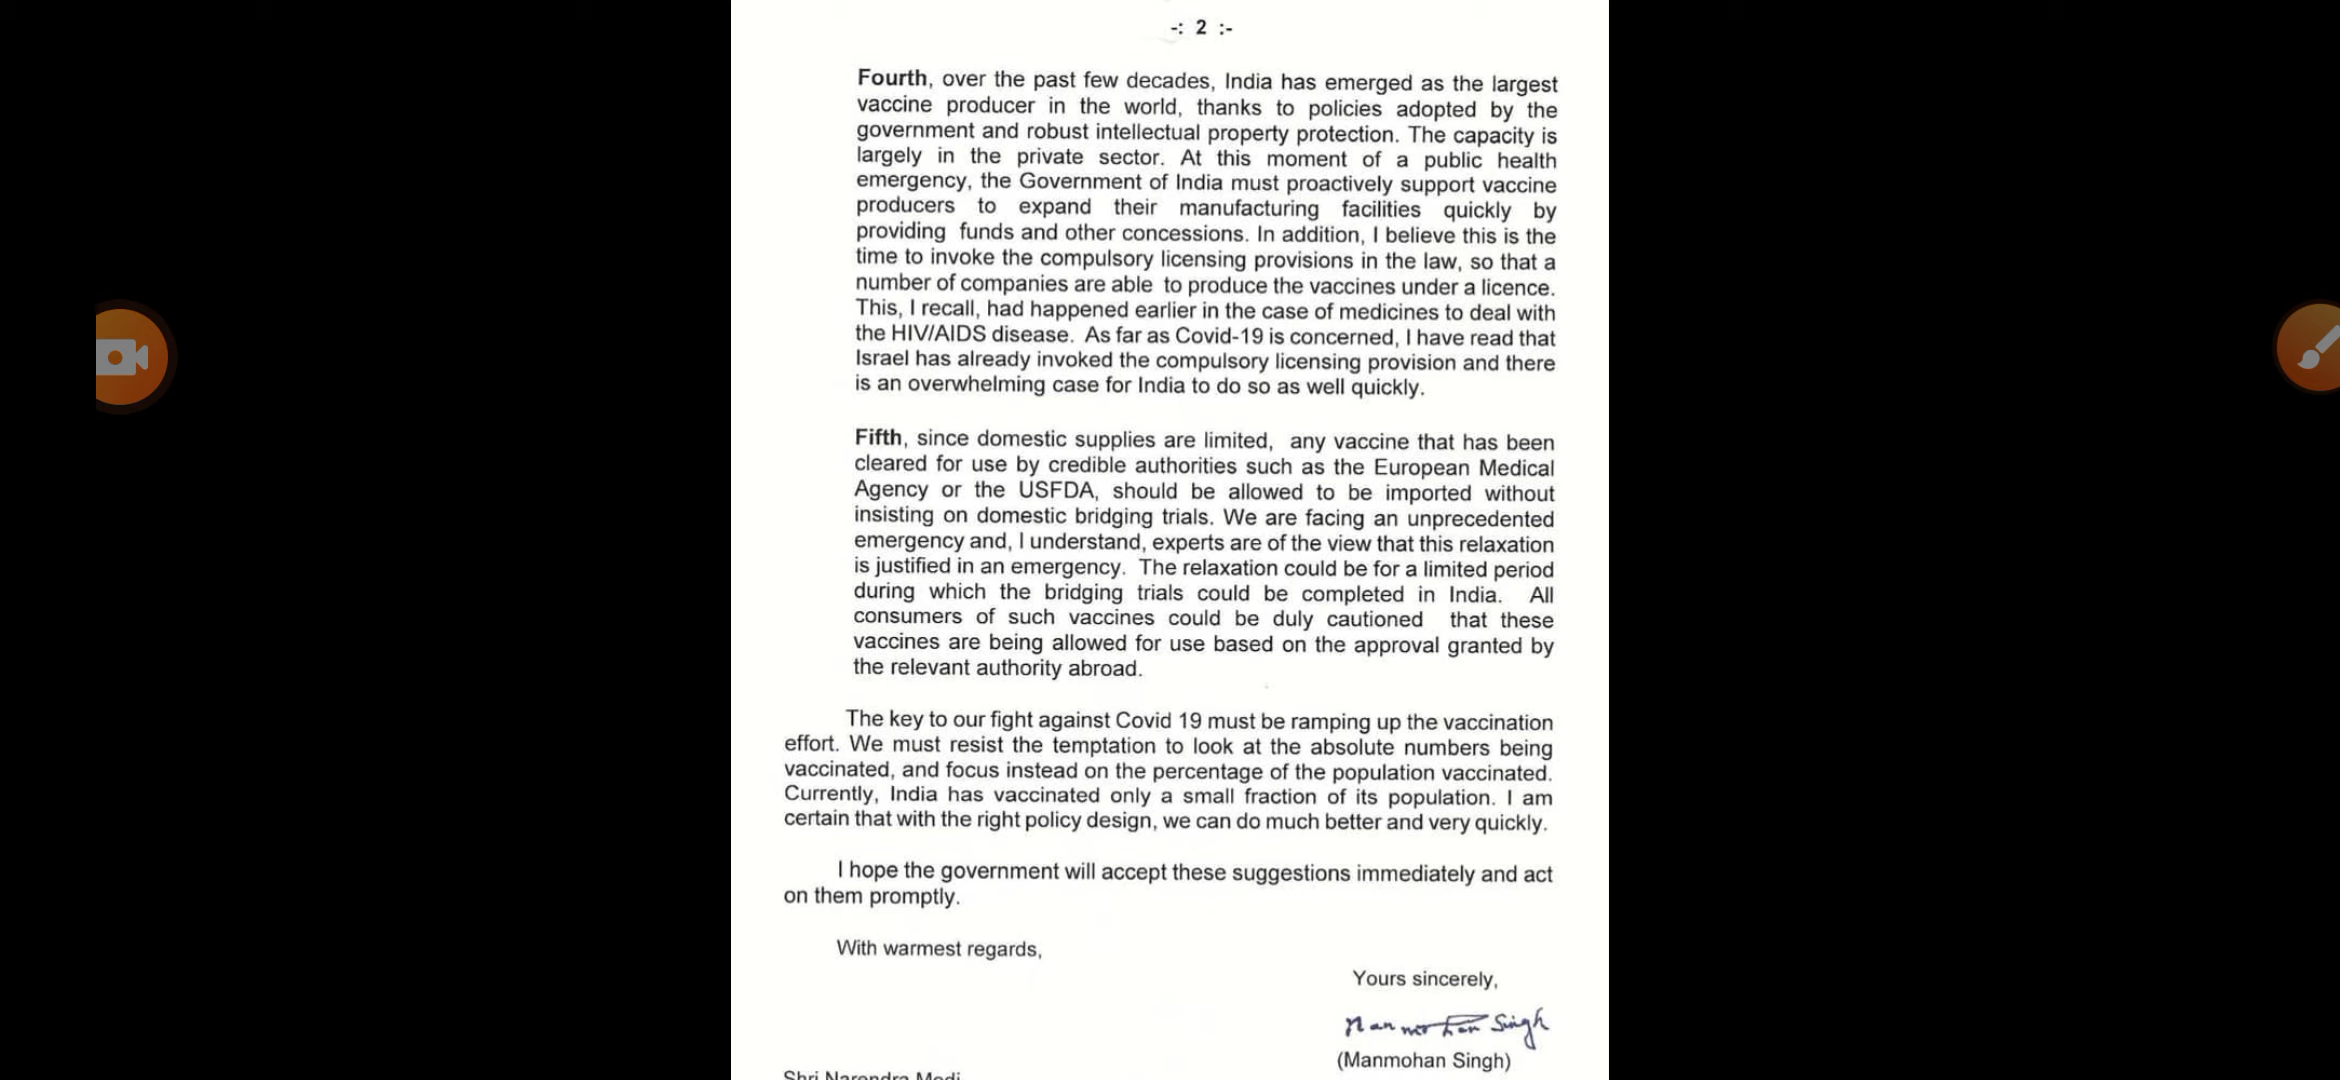 -: 2 :-
Fourth, over the past few decades, India has emerged as the largest
vaccine producer in the world, thanks to policies adopted by the
government and robust intellectual property protection. The capacity is
largely in the private sector. At this moment of a public health
emergency, the Government of India must proactively support vaccine
producers to expand their manufacturing facilities quickly by
providing funds and other concessions. In addition, I believe this is the
time to invoke the compulsory licensing provisions in the law, so that a
number of companies are able to produce the vaccines under a licence.
This, I recall, had happened earlier in the case of medicines to deal with
the HIV/AIDS disease. As far as Covid-19 is concerned, I have read that
Israel has already invoked the compulsory licensing provision and there
is an overwhelming case for India to do so as well quickly.
Fifth, since domestic supplies are limited, any vaccine that has been
cleared for use by credible authorities such as the European Medical
Agency or the USFDA, should be allowed to be imported without
insisting on domestic bridging trials. We are facing an unprecedented
emergency and, I understand, experts are of the view that this relaxation
is justified in an emergency. The relaxation could be for a limited period
during which the bridging trials could be completed in India. All
consumers of such vaccines could be duly cautioned that these
vaccines are being allowed for use based on the approval granted by
the relevant authority abroad.
The key to our fight against Covid 19 must be ramping up the vaccination
effort. We must resist the temptation to look at the absolute numbers being
vaccinated, and focus instead on the percentage of the population vaccinated.
Currently, India has vaccinated only a small fraction of its population. I am
certain that with the right policy design, we can do much better and very quickly.
I hope the government will accept these suggestions immediately and act
on them promptly.
With warmest regards,
Yours sincerely,
Manmohan Singh
(Manmohan Singh)
Shri Narendra Modi